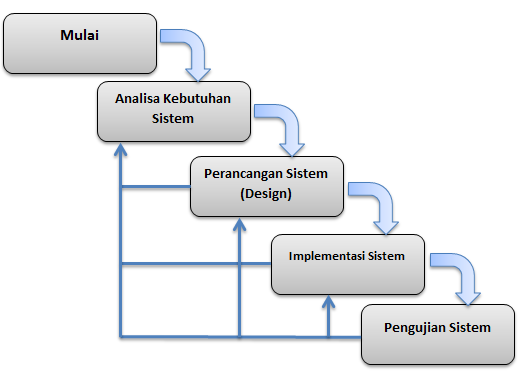 Mulai
Analisa Kebutuhan
Sistem
Perancangan Sistem
(Design)
Implementasi Sistem
Pengujian Sistem